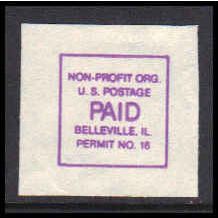 NON-PROFIT ORG.
U. S. POSTAGE
PAID
BELLEVILLE, IL
PERMIT NO. 16